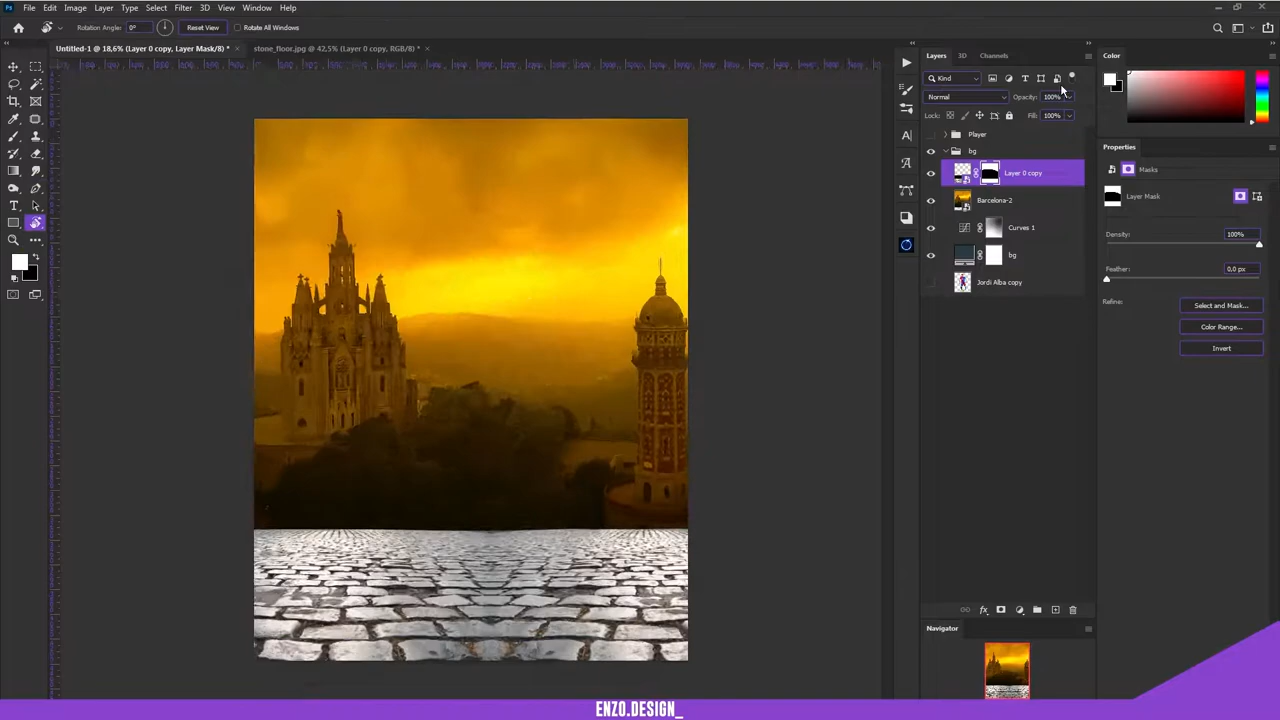 Ps File Edit Image Layer Type Select Filter 3D View Window Help
Rotation Angle: 0° Reset View Rotate All Windows
Untitled-1 @ 18,6% (Layer 0 copy, Layer Mask/8) * × stone_floor.jpg @ 42,5% (Layer 0 copy, RGB/8) * ×
Layers 3D Channels
Kind
Normal Opacity: 100%
Lock: Fill: 100%
Player
bg
Layer 0 copy
Barcelona-2
Curves 1
bg
Jordi Alba copy
fx
Navigator
Color
Properties
Masks
Layer Mask
Density: 100%
Feather: 0,0 px
Refine: Select and Mask...
Color Range...
Invert
ENZO.DESIGN_